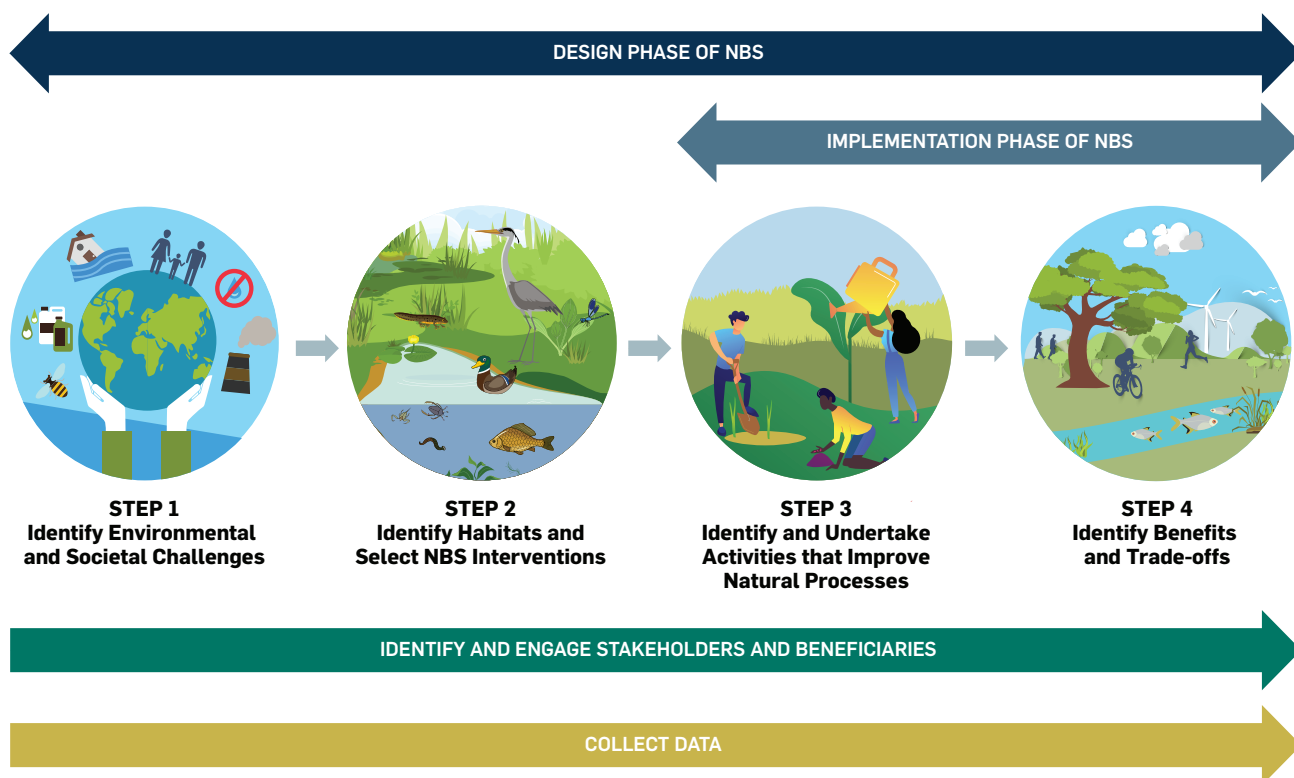 DESIGN PHASE OF NBS
IMPLEMENTATION PHASE OF NBS
STEP 1
Identify Environmental
and Societal Challenges
STEP 2
Identify Habitats and
Select NBS Interventions
STEP 3
Identify and Undertake
Activities that Improve
Natural Processes
STEP 4
Identify Benefits
and Trade-offs
IDENTIFY AND ENGAGE STAKEHOLDERS AND BENEFICIARIES
COLLECT DATA